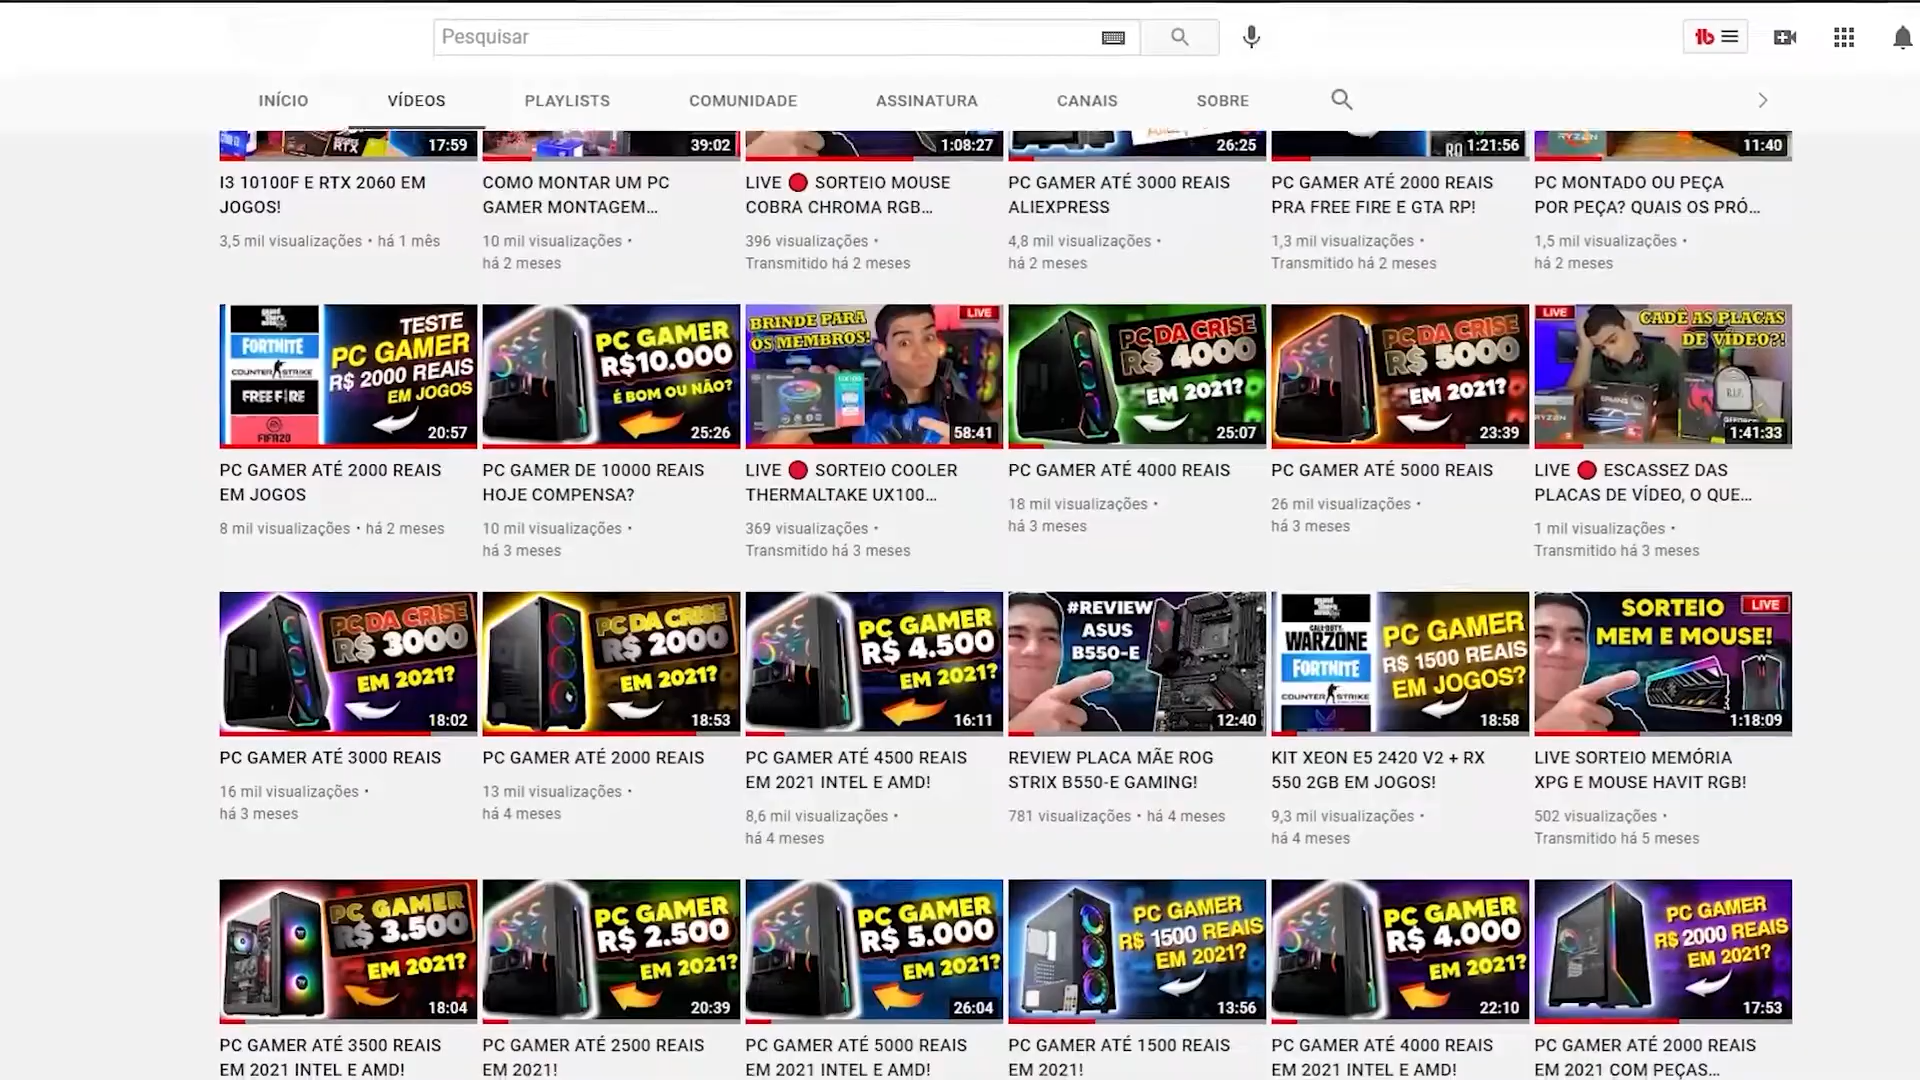 Pesquisar
INÍCIO VÍDEOS PLAYLISTS COMUNIDADE ASSINATURA CANAIS SOBRE
RTX 17:59
39:02
1:08:27
26:25
1:21:56
RYZEN 11:40
I3 10100F E RTX 2060 EM
JOGOS!
3,5 mil visualizações • há 1 mês
COMO MONTAR UM PC
GAMER MONTAGEM...
10 mil visualizações •
há 2 meses
LIVE 🔴 SORTEIO MOUSE
COBRA CHROMA RGB...
396 visualizações •
Transmitido há 2 meses
PC GAMER ATÉ 3000 REAIS
ALIEXPRESS
4,8 mil visualizações •
há 2 meses
PC GAMER ATÉ 2000 REAIS
PRA FREE FIRE E GTA RP!
1,3 mil visualizações •
Transmitido há 2 meses
PC MONTADO OU PEÇA
POR PEÇA? QUAIS OS PRÓ...
1,5 mil visualizações •
há 2 meses
FORTNITE
COUNTER STRIKE
FREE FIRE
FIFA20
TESTE
PC GAMER
R$ 2000 REAIS
EM JOGOS
20:57
PC GAMER ATÉ 2000 REAIS
EM JOGOS
8 mil visualizações • há 2 meses
PC GAMER
R$10.000
É BOM OU NÃO?
25:26
PC GAMER DE 10000 REAIS
HOJE COMPENSA?
10 mil visualizações •
há 3 meses
BRINDE PARA
OS MEMBROS!
LIVE
58:41
LIVE 🔴 SORTEIO COOLER
THERMALTAKE UX100...
369 visualizações •
Transmitido há 3 meses
PC DA CRISE
R$ 4000
EM 2021?
25:07
PC GAMER ATÉ 4000 REAIS
18 mil visualizações •
há 3 meses
PC DA CRISE
R$ 5000
EM 2021?
23:39
PC GAMER ATÉ 5000 REAIS
26 mil visualizações •
há 3 meses
LIVE
CADÊ AS PLACAS
DE VÍDEO?!
R.I.P.
RYZEN
1:41:33
LIVE 🔴 ESCASSEZ DAS
PLACAS DE VÍDEO, O QUE...
1 mil visualizações •
Transmitido há 3 meses
PC DA CRISE
R$ 3000
EM 2021?
18:02
PC GAMER ATÉ 3000 REAIS
16 mil visualizações •
há 3 meses
PC DA CRISE
R$ 2000
EM 2021?
18:53
PC GAMER ATÉ 2000 REAIS
13 mil visualizações •
há 4 meses
PC GAMER
R$ 4.500
EM 2021?
16:11
PC GAMER ATÉ 4500 REAIS
EM 2021 INTEL E AMD!
8,6 mil visualizações •
há 4 meses
#REVIEW
ASUS
B550-E
12:40
REVIEW PLACA MÃE ROG
STRIX B550-E GAMING!
781 visualizações • há 4 meses
CALL OF DUTY
WARZONE
FORTNITE
COUNTER STRIKE
PC GAMER
R$ 1500 REAIS
EM JOGOS?
18:58
KIT XEON E5 2420 V2 + RX
550 2GB EM JOGOS!
9,3 mil visualizações •
há 4 meses
SORTEIO
MEM E MOUSE!
LIVE
1:18:09
LIVE SORTEIO MEMÓRIA
XPG E MOUSE HAVIT RGB!
502 visualizações •
Transmitido há 5 meses
PC GAMER
R$ 3.500
EM 2021?
18:04
PC GAMER ATÉ 3500 REAIS
EM 2021 INTEL E AMD!
PC GAMER
R$ 2.500
EM 2021?
20:39
PC GAMER ATÉ 2500 REAIS
EM 2021!
PC GAMER
R$ 5.000
EM 2021?
26:04
PC GAMER ATÉ 5000 REAIS
EM 2021 INTEL E AMD!
PC GAMER
R$ 1500 REAIS
EM 2021?
13:56
PC GAMER ATÉ 1500 REAIS
EM 2021!
PC GAMER
R$ 4.000
EM 2021?
22:10
PC GAMER ATÉ 4000 REAIS
EM 2021 INTEL E AMD!
PC GAMER
R$ 2000 REAIS
EM 2021?
17:53
PC GAMER ATÉ 2000 REAIS
EM 2021 COM PEÇAS...